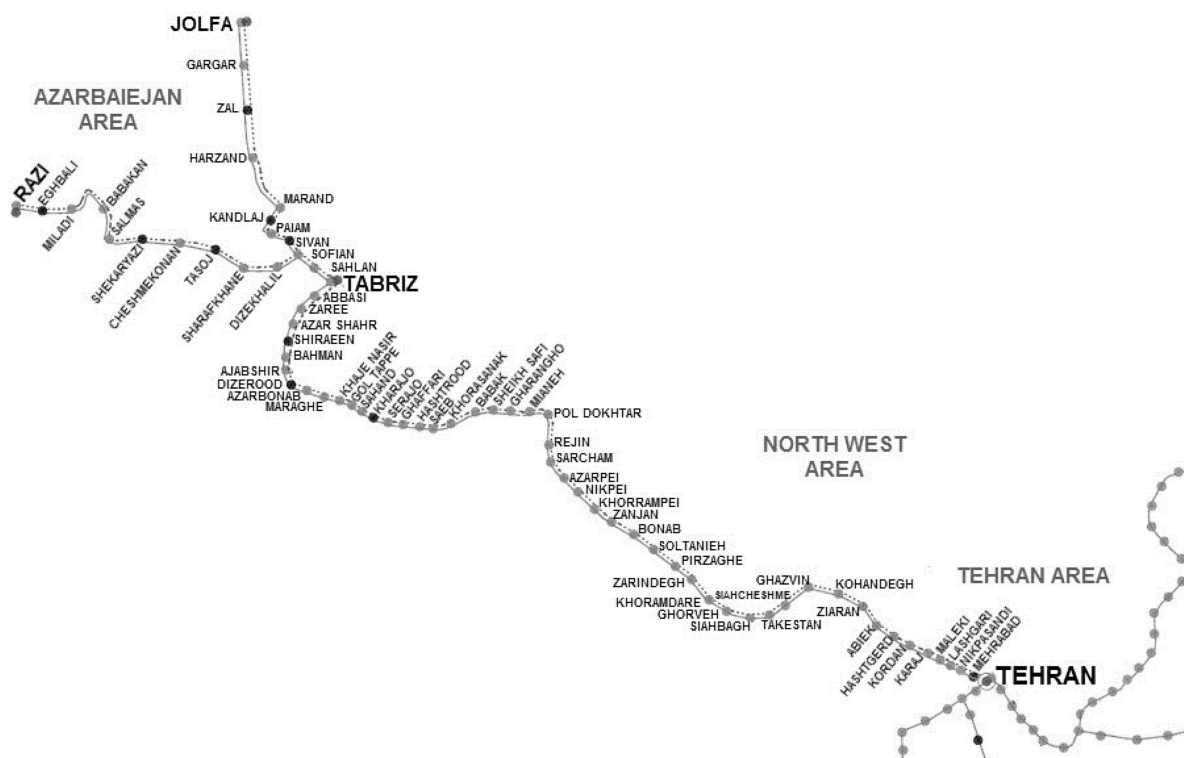 JOLFA
GARGAR
AZARBAIEJAN
AREA
ZAL
HARZAND
RAZI
EGHBALI
MILADI
BABAKAN
SALMAS
SHEKARYAZI
CHESHMEKONAN
TASOJ
SHARAFKHANE
DIZEKHALIL
MARAND
KANDLAJ
PAIAM
SIVAN
SOFIAN
SAHLAN
TABRIZ
ABBASI
ZAREE
AZAR SHAHR
SHIRAEEN
BAHMAN
AJABSHIR
DIZEROOD
AZARBONAB
MARAGHE
KHAJE NASIR
GOL TAPPE
SAHAND
KHARAJO
SERAJO
GHAFFARI
HASHTROOD
SAEB
KHORASANAK
BABAK
SHEIKH SAFI
GHARANGHO
MIANEH
POL DOKHTAR
REJIN
SARCHAM
AZARPEI
NIKPEI
KHORRAMPEI
ZANJAN
BONAB
SOLTANIEH
PIRZAGHE
ZARINDEGH
KHORAMDARE
GHORVEH
SIAHBAGH
TAKESTAN
SIAHCHESHME
GHAZVIN
KOHANDEGH
ZIARAN
ABIEK
HASHTGERD
KORDAN
KARAJ
MALEKI
LASHGARI
NIKPASANDI
MEHRABAD
TEHRAN
NORTH WEST
AREA
TEHRAN AREA